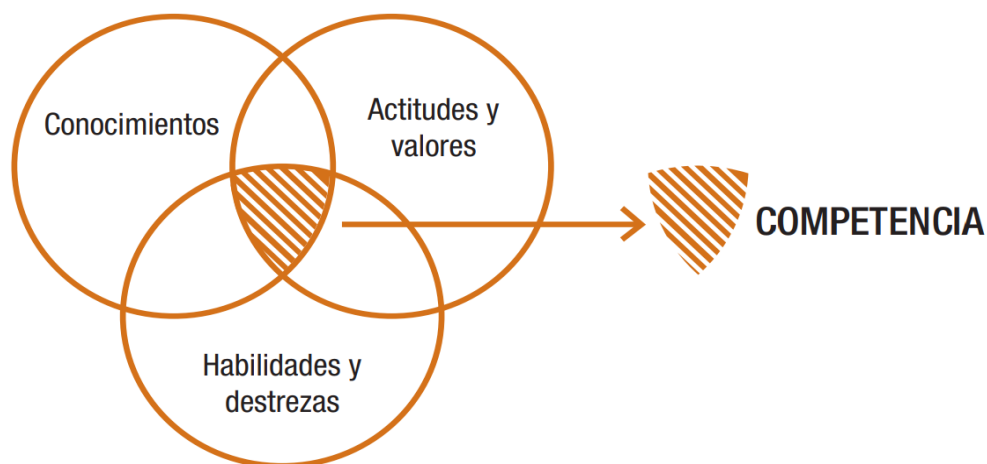 Conocimientos
Actitudes y
valores
COMPETENCIA
Habilidades y
destrezas